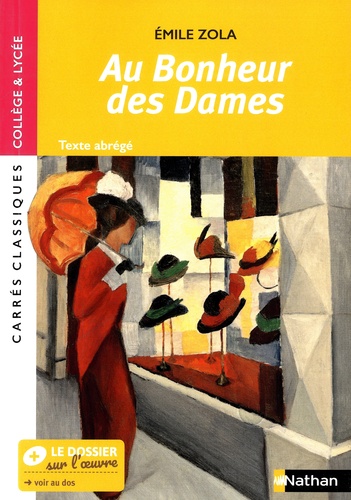 ÉMILE ZOLA
Au Bonheur
des Dames
Texte abrégé
CARRÉS CLASSIQUES COLLÈGE & LYCÉE
+ LE DOSSIER
sur l'œuvre
→ voir au dos
Nathan